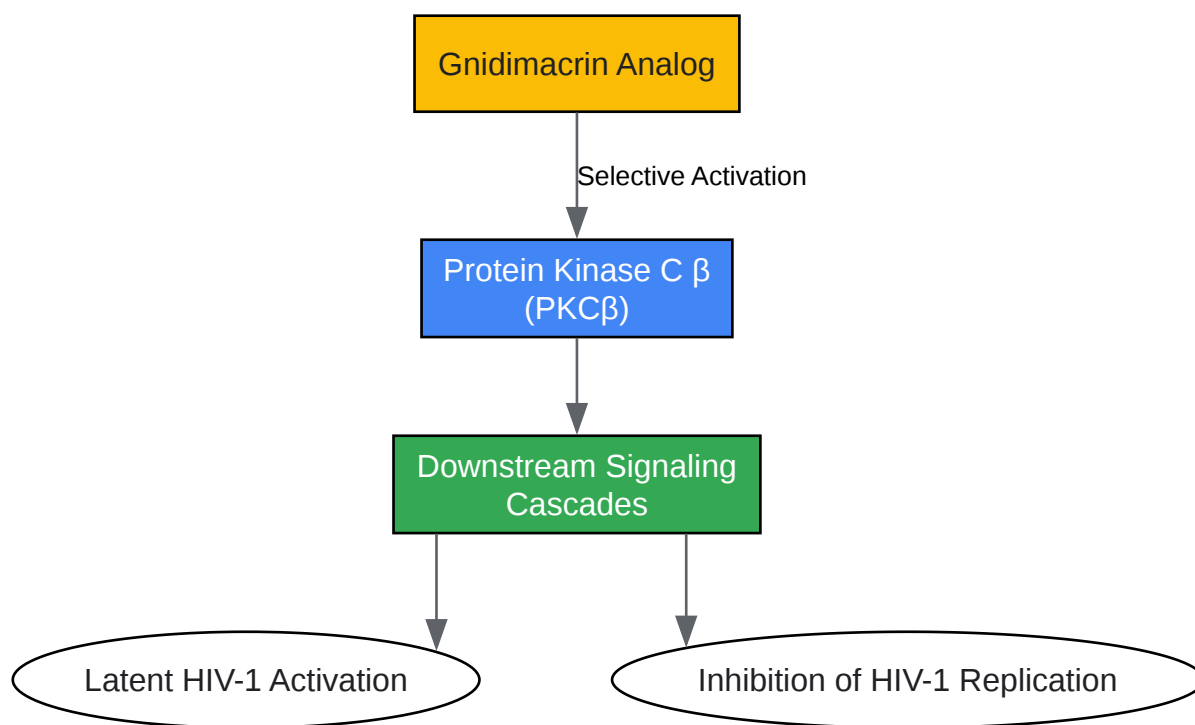 Gnidimacrin Analog
Selective Activation
Protein Kinase C β
(PKCβ)
Downstream Signaling
Cascades
Latent HIV-1 Activation
Inhibition of HIV-1 Replication